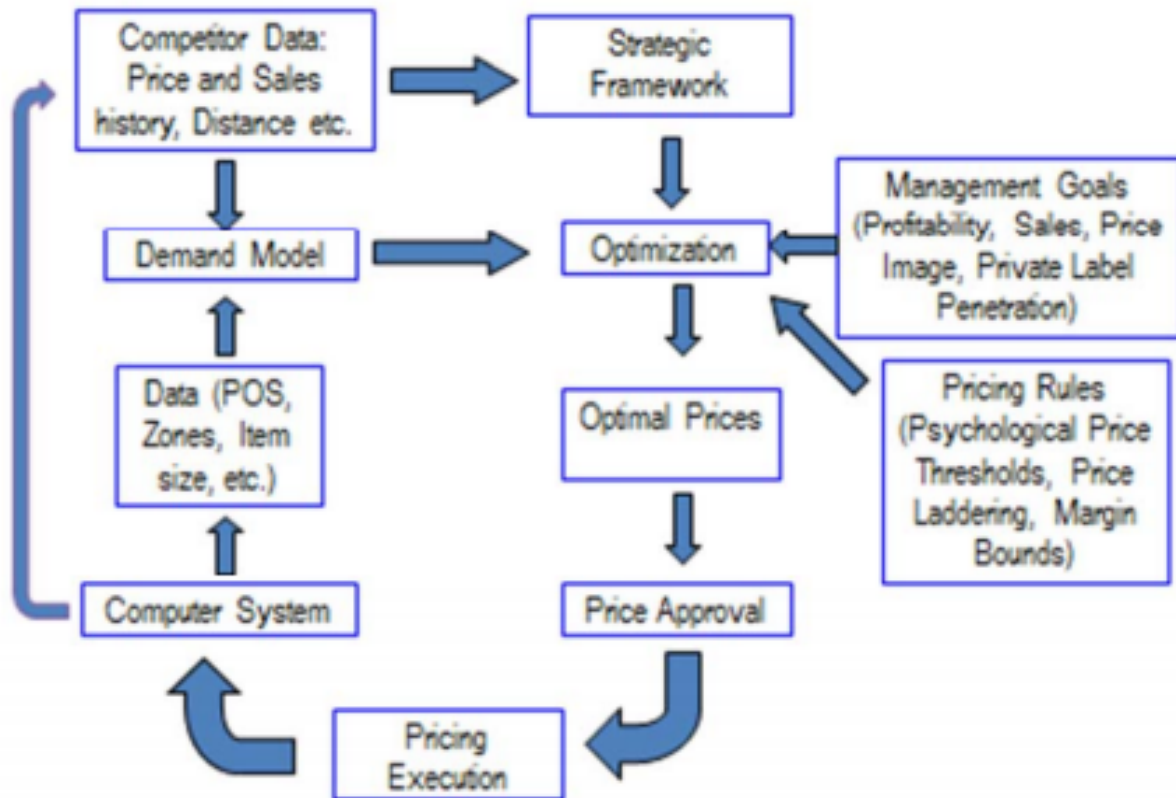 Competitor Data:
Price and Sales
history, Distance etc.
Strategic
Framework
Demand Model
Optimization
Management Goals
(Profitability, Sales, Price
Image, Private Label
Penetration)
Data (POS,
Zones, Item
size, etc.)
Optimal Prices
Pricing Rules
(Psychological Price
Thresholds, Price
Laddering, Margin
Bounds)
Computer System
Price Approval
Pricing
Execution